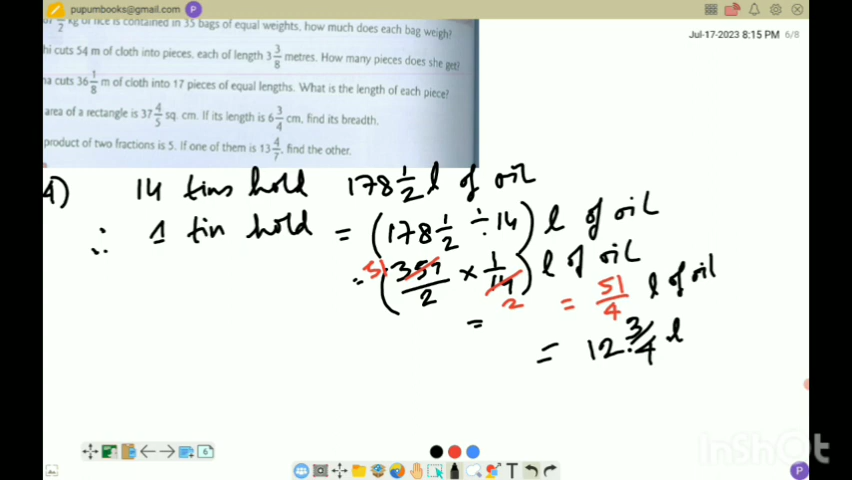 pupumbooks@gmail.com P
Jul-17-2023 8:15 PM 6/8
1/2 kg of rice is contained in 35 bags of equal weights, how much does each bag weigh?
hi cuts 54 m of cloth into pieces, each of length 3 3/8 metres. How many pieces does she get?
na cuts 36 1/8 m of cloth into 17 pieces of equal lengths. What is the length of each piece?
area of a rectangle is 37 4/5 sq. cm. If its length is 6 3/4 cm, find its breadth.
product of two fractions is 5. If one of them is 13 4/7, find the other.
4) 14 tins hold 178 1/2 l of oil
∴ 1 tin hold = (178 1/2 ÷ 14) l of oil
= (51 357/2 × 1/14 2) l of oil
= = 51/4 l of oil
= 12 3/4 l
InShOt
6
T
P